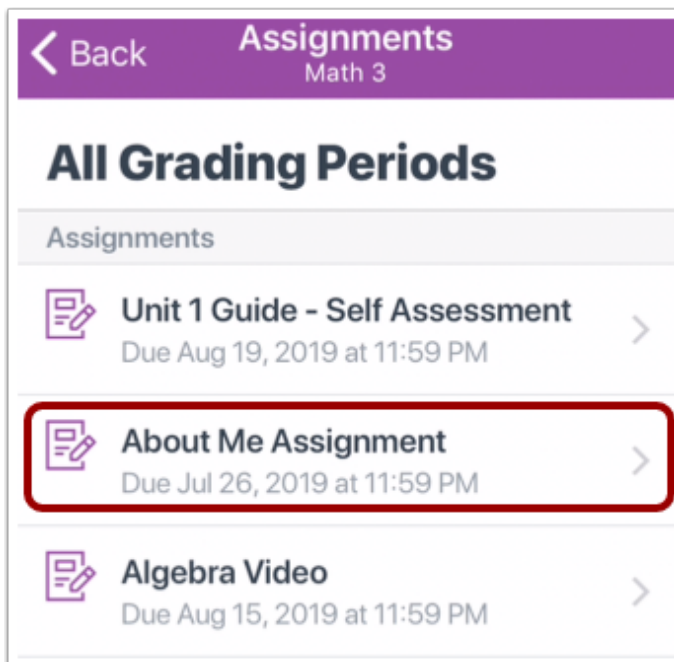 Back
Assignments
Math 3
All Grading Periods
Assignments
Unit 1 Guide - Self Assessment
Due Aug 19, 2019 at 11:59 PM
About Me Assignment
Due Jul 26, 2019 at 11:59 PM
Algebra Video
Due Aug 15, 2019 at 11:59 PM